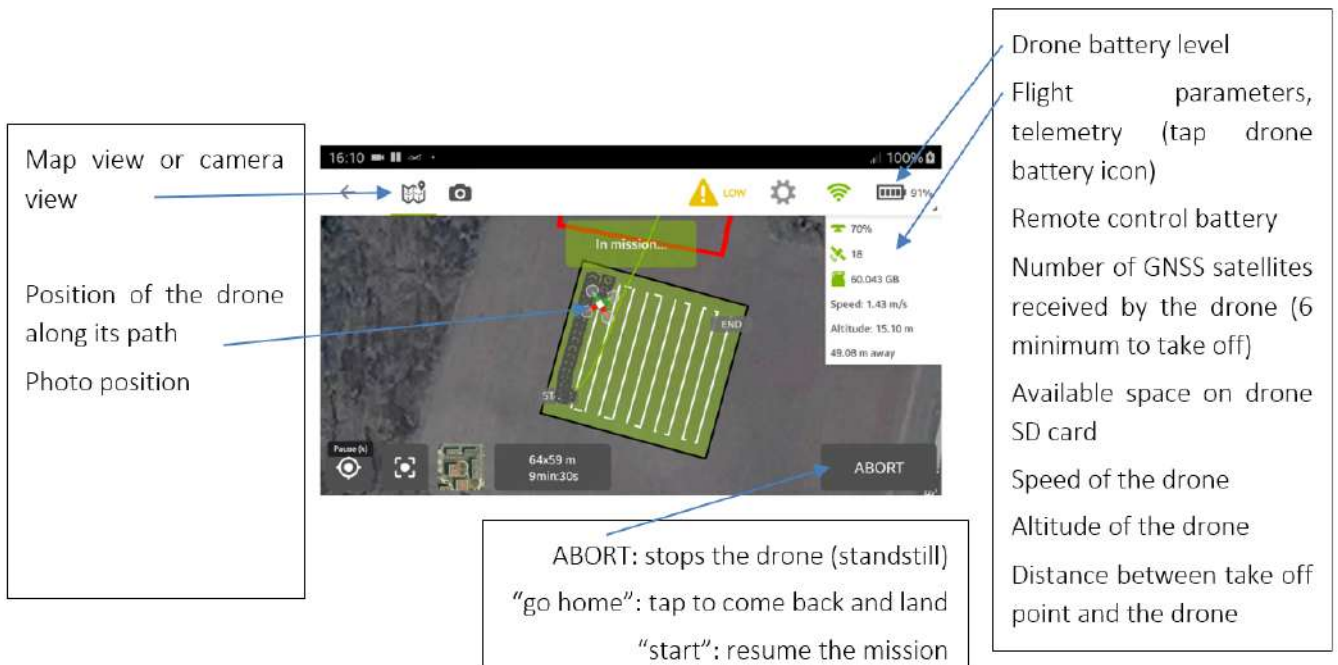 Drone battery level
Flight parameters,
telemetry (tap drone
battery icon)
Remote control battery
Number of GNSS satellites
received by the drone (6
minimum to take off)
Available space on drone
SD card
Speed of the drone
Altitude of the drone
Distance between take off
point and the drone
Map view or camera
view
Position of the drone
along its path
Photo position
16:10
100%
LOW
91%
In mission...
70%
18
60.043 GB
Speed: 1.43 m/s
Altitude: 15.10 m
49.08 m away
END
ST
Pause (s)
64x59 m
9min:30s
ABORT
ABORT: stops the drone (standstill)
"go home": tap to come back and land
"start": resume the mission